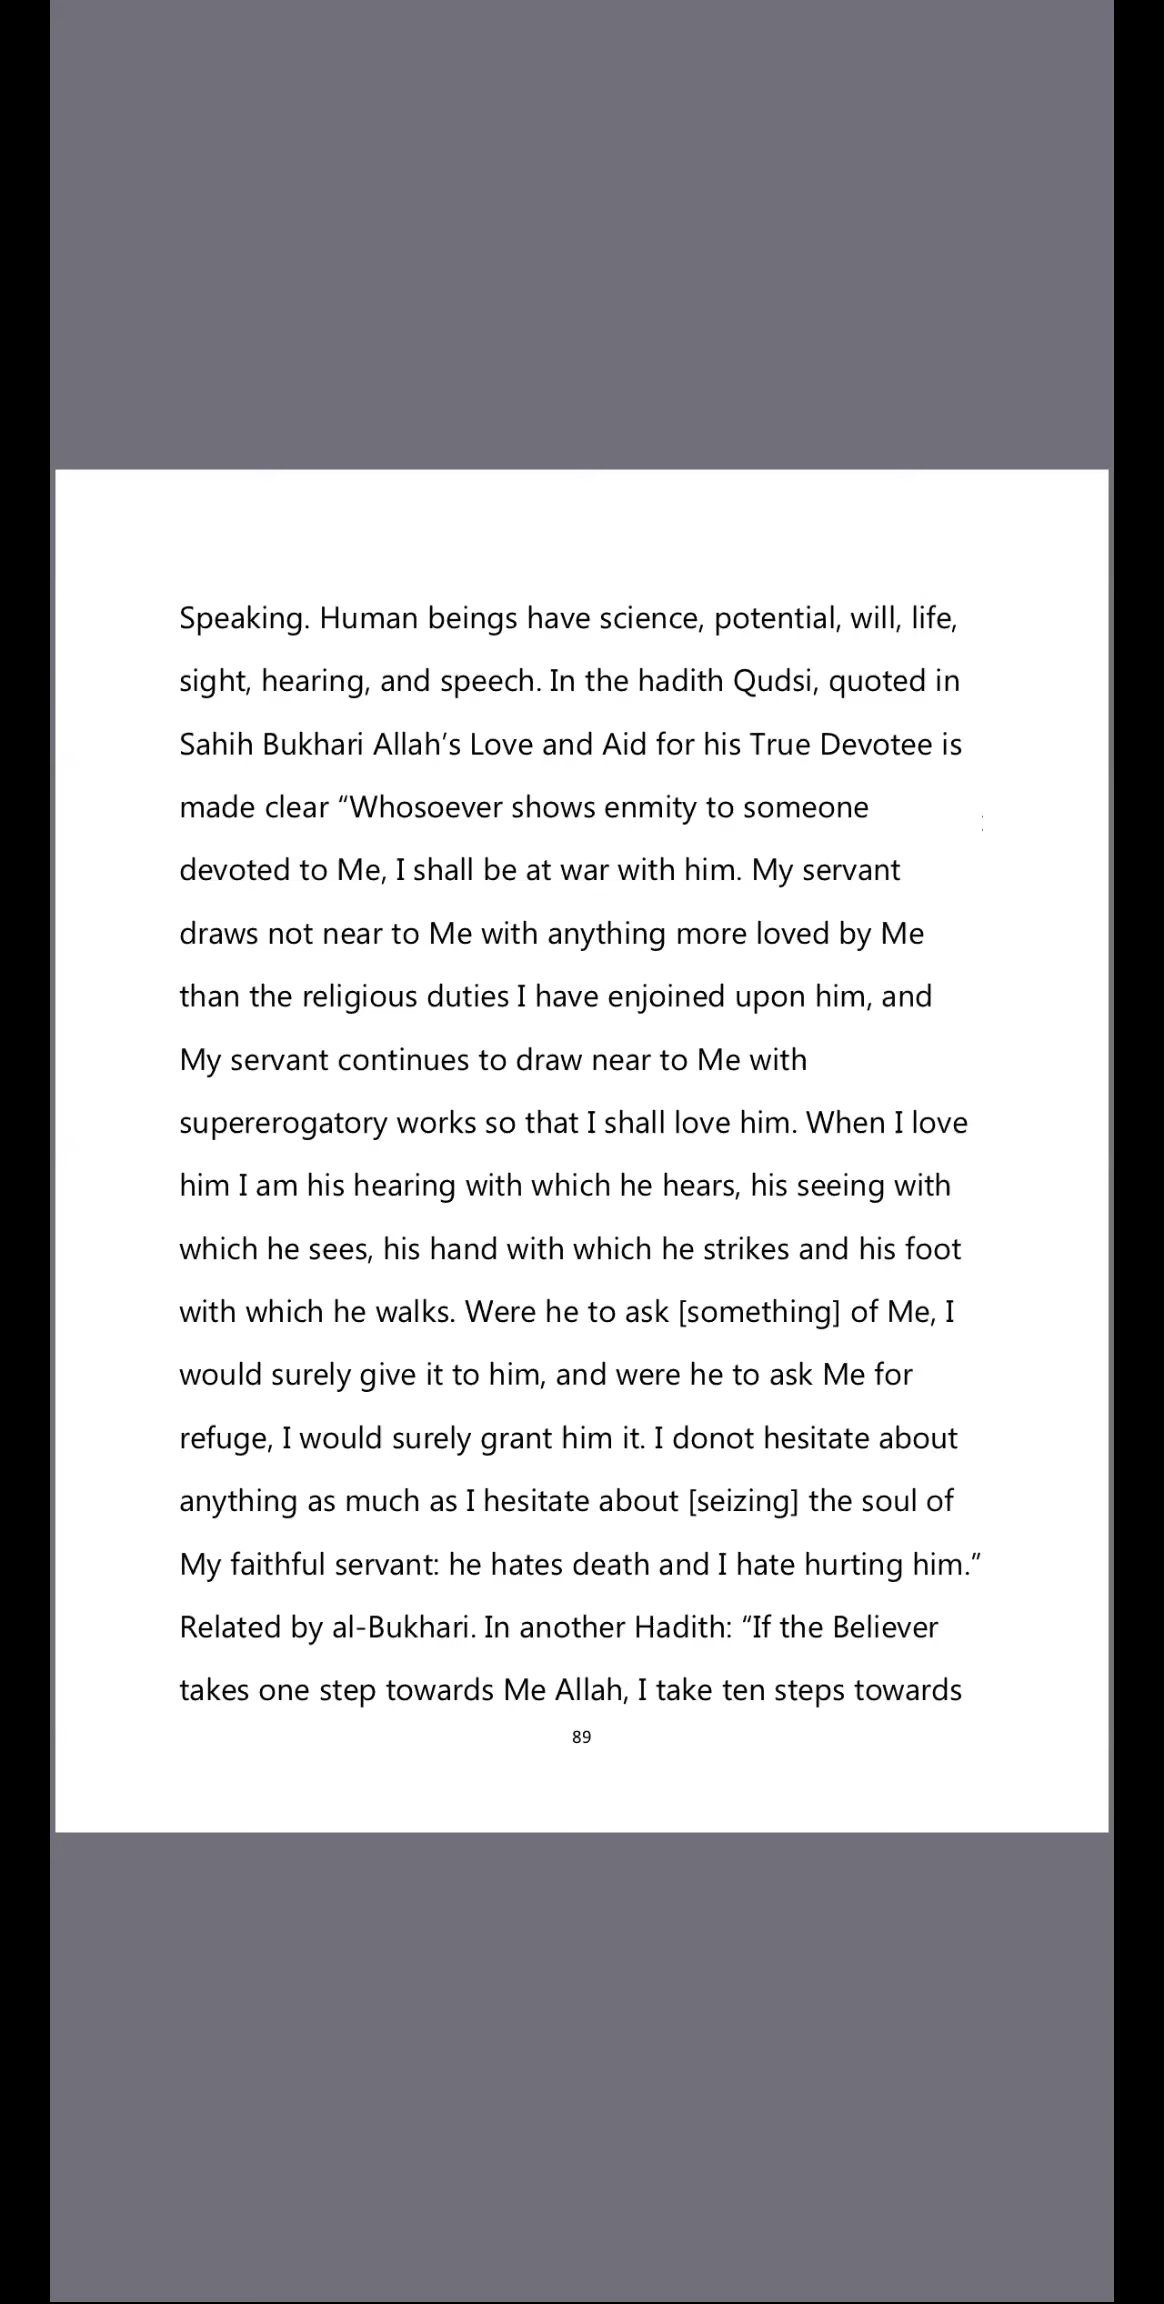 Speaking. Human beings have science, potential, will, life,
sight, hearing, and speech. In the hadith Qudsi, quoted in
Sahih Bukhari Allah’s Love and Aid for his True Devotee is
made clear “Whosoever shows enmity to someone
devoted to Me, I shall be at war with him. My servant
draws not near to Me with anything more loved by Me
than the religious duties I have enjoined upon him, and
My servant continues to draw near to Me with
supererogatory works so that I shall love him. When I love
him I am his hearing with which he hears, his seeing with
which he sees, his hand with which he strikes and his foot
with which he walks. Were he to ask [something] of Me, I
would surely give it to him, and were he to ask Me for
refuge, I would surely grant him it. I donot hesitate about
anything as much as I hesitate about [seizing] the soul of
My faithful servant: he hates death and I hate hurting him.”
Related by al-Bukhari. In another Hadith: “If the Believer
takes one step towards Me Allah, I take ten steps towards
89